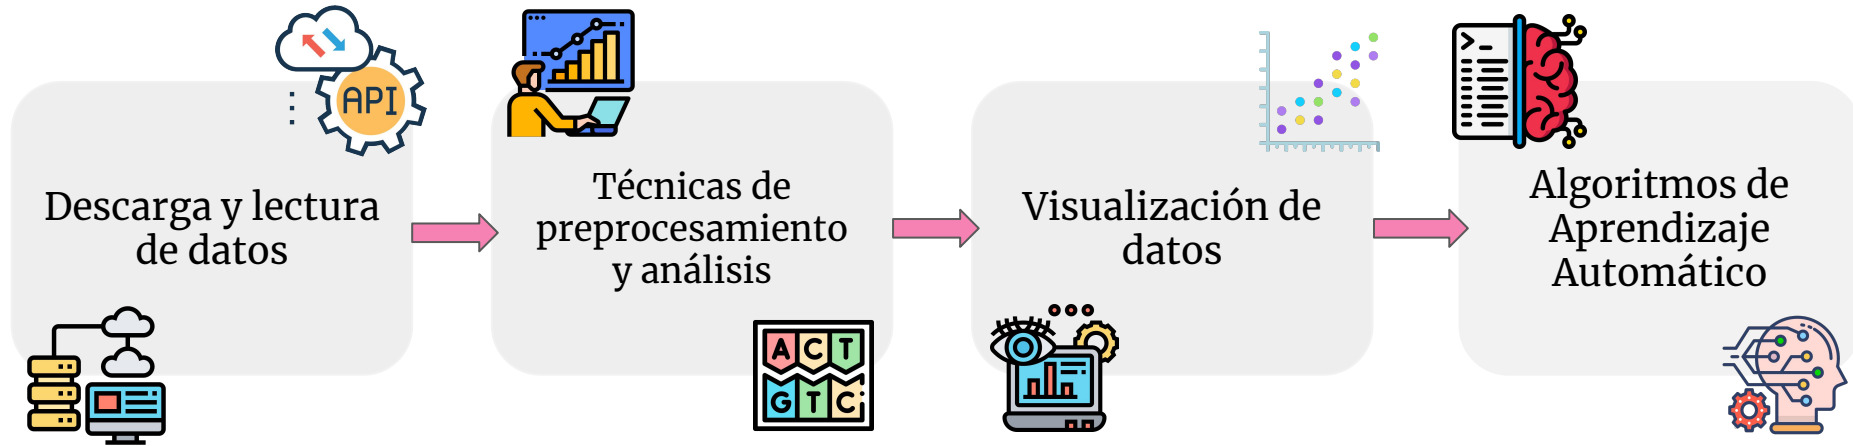 API
Descarga y lectura
de datos
Técnicas de
preprocesamiento
y análisis
A C T
G T C
Visualización de
datos
>_
Algoritmos de
Aprendizaje
Automático